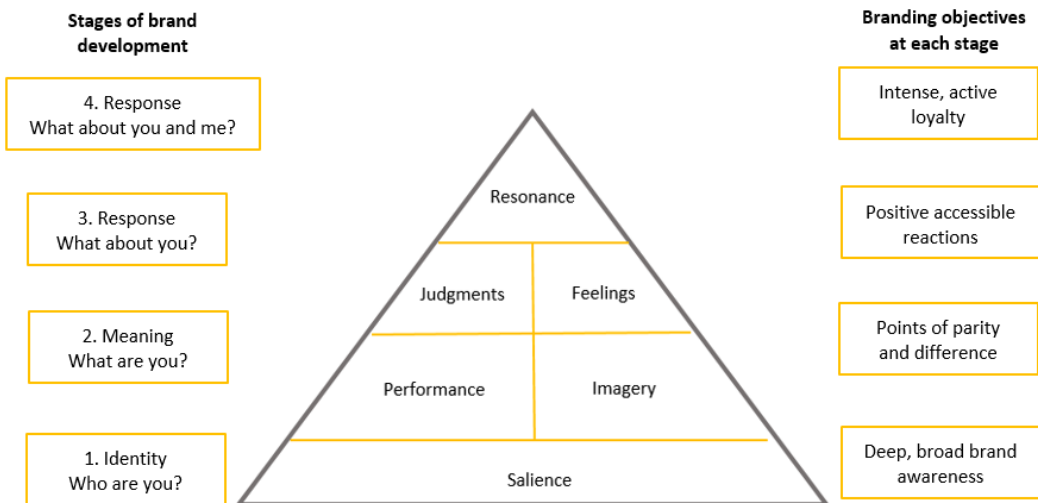 Stages of brand
development
Branding objectives
at each stage
4. Response
What about you and me?
Intense, active
loyalty
Resonance
3. Response
What about you?
Positive accessible
reactions
Judgments
Feelings
2. Meaning
What are you?
Points of parity
and difference
Performance
Imagery
1. Identity
Who are you?
Deep, broad brand
awareness
Salience